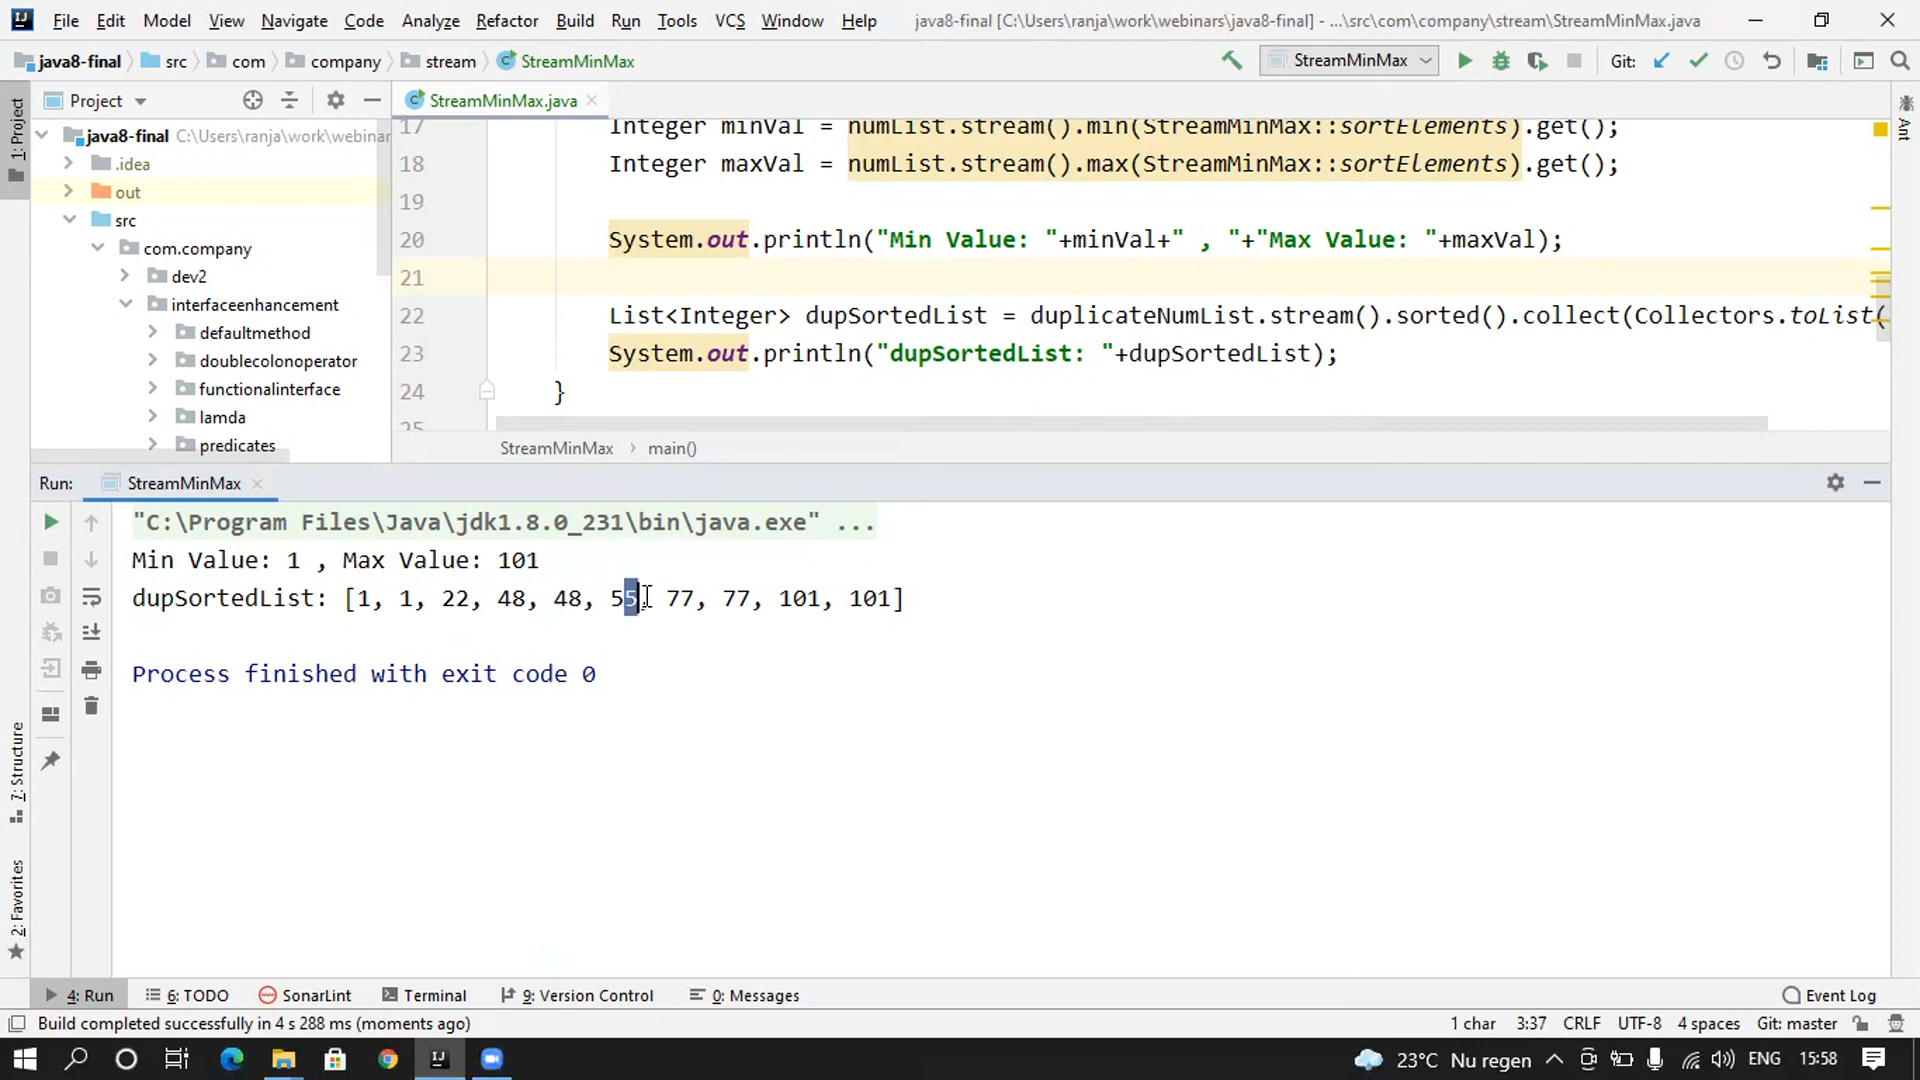 File Edit View Navigate Code Analyze Refactor Build Run Tools VCS Window Help java8-final [C:\Users\ranja\work\webinars\java8-final] - ...\src\com\company\stream\StreamMinMax.java
java8-final src com company stream StreamMinMax StreamMinMax Git:
Project StreamMinMax.java
java8-final C:\Users\ranja\work\webinar
.idea
out
src
com.company
dev2
interfaceenhancement
defaultmethod
doublecolonoperator
functionalinterface
lamda
predicates
17 Integer minVal = numList.stream().min(StreamMinMax::sortElements).get();
18 Integer maxVal = numList.stream().max(StreamMinMax::sortElements).get();
19
20 System.out.println("Min Value: "+minVal+" , "+"Max Value: "+maxVal);
21
22 List<Integer> dupSortedList = duplicateNumList.stream().sorted().collect(Collectors.toList(
23 System.out.println("dupSortedList: "+dupSortedList);
24 }
25
StreamMinMax main()
1: Project
7: Structure
2: Favorites
Ant
Run: StreamMinMax
"C:\Program Files\Java\jdk1.8.0_231\bin\java.exe" ...
Min Value: 1 , Max Value: 101
dupSortedList: [1, 1, 22, 48, 48, 55, 77, 77, 101, 101]
Process finished with exit code 0
4: Run 6: TODO SonarLint Terminal 9: Version Control 0: Messages Event Log
Build completed successfully in 4 s 288 ms (moments ago) 1 char 3:37 CRLF UTF-8 4 spaces Git: master
23°C Nu regen ENG 15:58